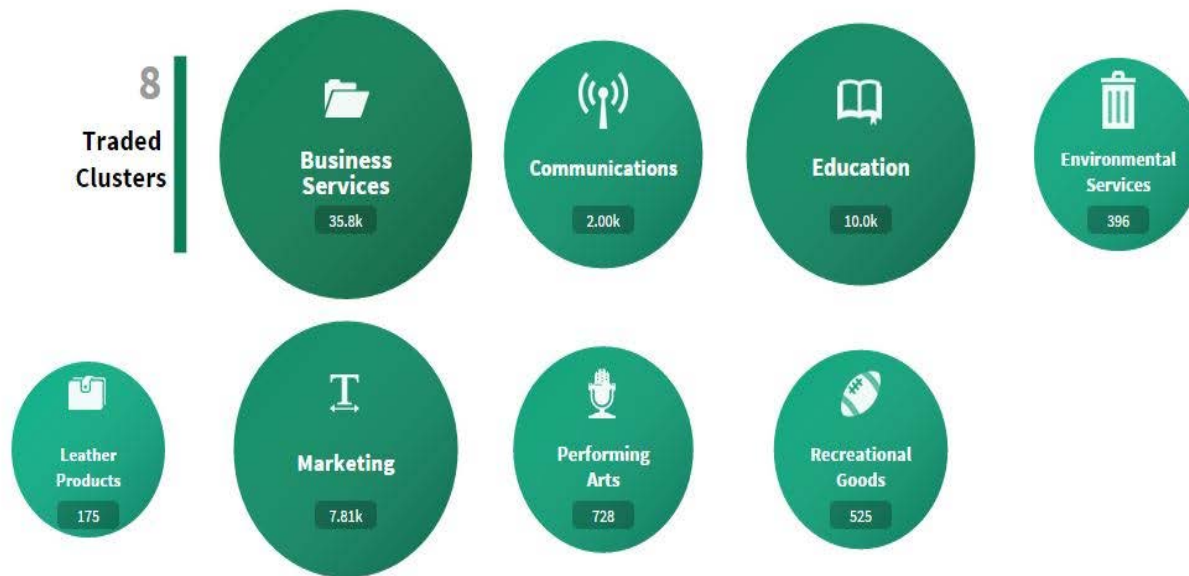 8
Traded
Clusters
Business
Services
35.8k
Communications
2.00k
Education
10.0k
Environmental
Services
396
Leather
Products
175
Marketing
7.81k
Performing
Arts
728
Recreational
Goods
525